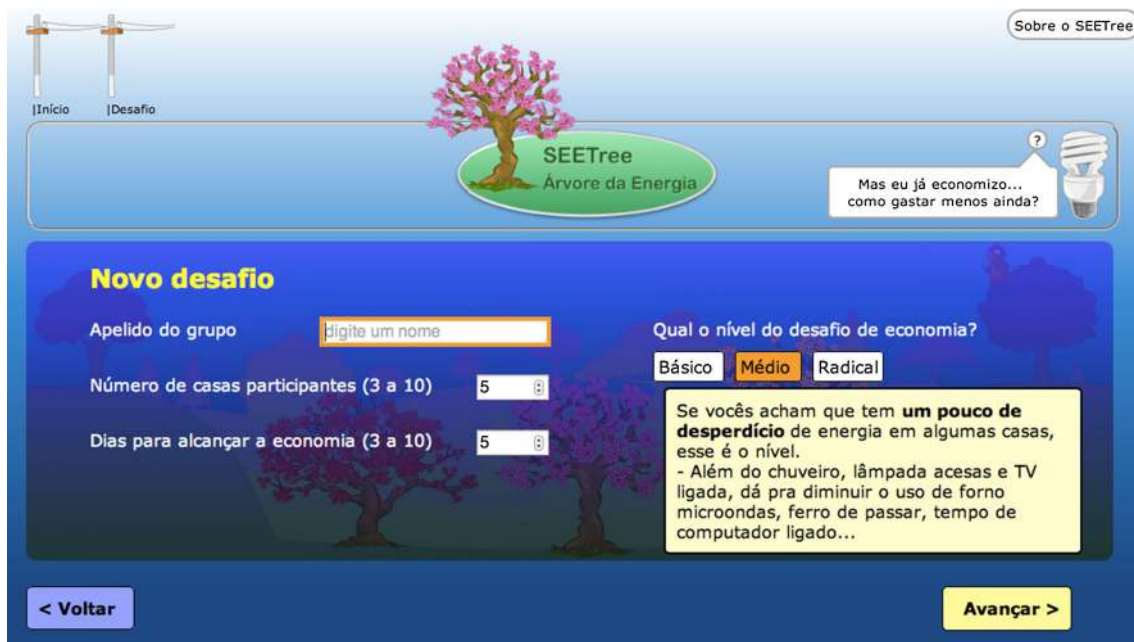 Sobre o SEETree
|Início
|Desafio
SEETree
Árvore da Energia
?
Mas eu já economizo...
como gastar menos ainda?
Novo desafio
Apelido do grupo
digite um nome
Número de casas participantes (3 a 10)
5
Dias para alcançar a economia (3 a 10)
5
Qual o nível do desafio de economia?
Básico
Médio
Radical
Se vocês acham que tem um pouco de
desperdício de energia em algumas casas,
esse é o nível.
- Além do chuveiro, lâmpada acesas e TV
ligada, dá pra diminuir o uso de forno
microondas, ferro de passar, tempo de
computador ligado...
< Voltar
Avançar >